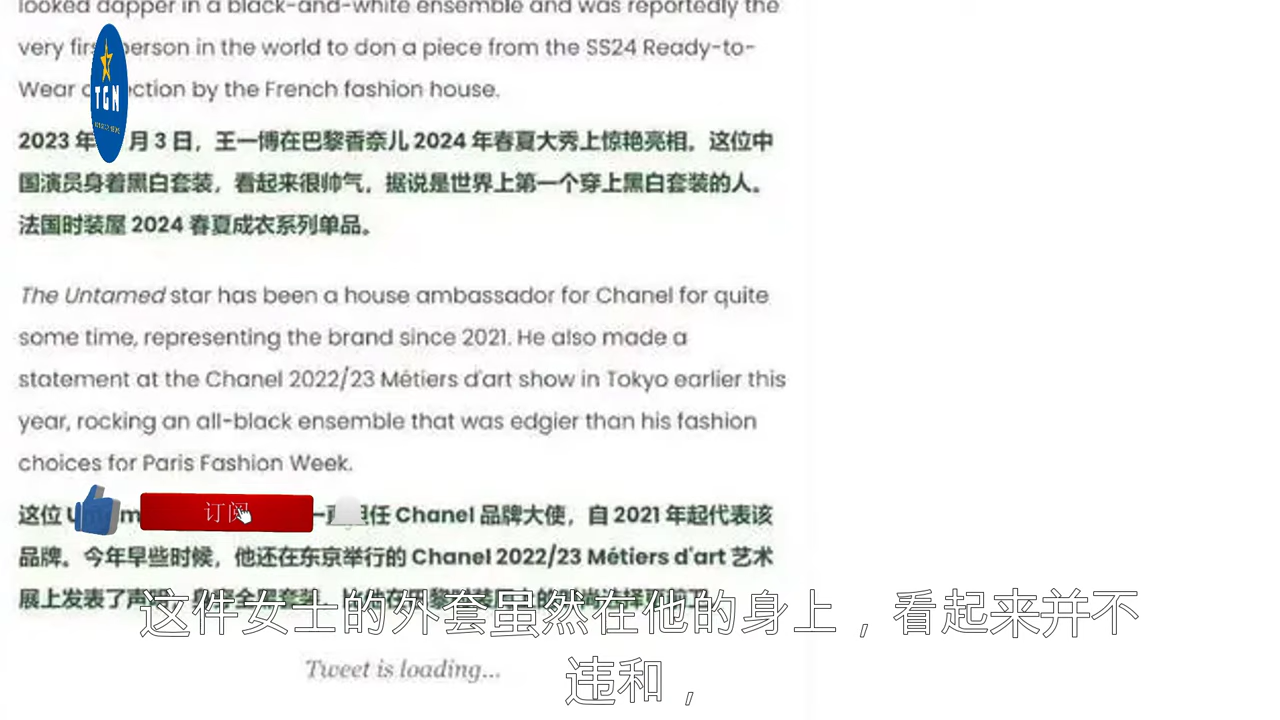 looked dapper in a black-and-white ensemble and was reportedly the
very first person in the world to don a piece from the SS24 Ready-to-
Wear collection by the French fashion house.
TGN
2023 年 月 3 日，王一博在巴黎香奈儿 2024 年春夏大秀上惊艳亮相。这位中
国演员身着黑白套装，看起来很帅气，据说是世界上第一个穿上黑白套装的人。
法国时装屋 2024 春夏成衣系列单品。
The Untamed star has been a house ambassador for Chanel for quite
some time, representing the brand since 2021. He also made a
statement at the Chanel 2022/23 Métiers d'art show in Tokyo earlier this
year, rocking an all-black ensemble that was edgier than his fashion
choices for Paris Fashion Week.
这位 一直担任 Chanel 品牌大使，自 2021 年起代表该
订阅
品牌。今年早些时候，他还在东京举行的 Chanel 2022/23 Métiers d'art 艺术
展上发表了声明，
这件女士的外套虽然在他的身上，看起来并不
违和，
Tweet is loading...